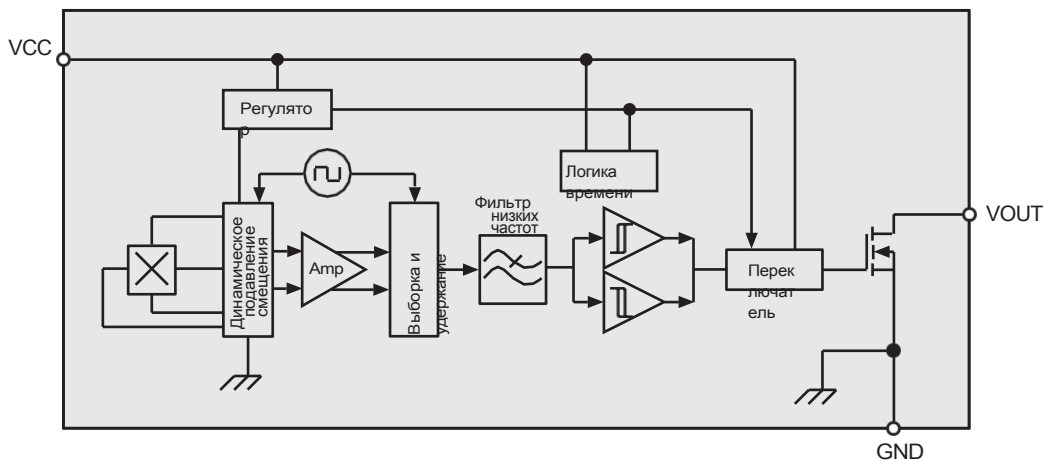 VCC
Регулято
р
Логика
времени
Фильтр
низких
частот
VOUT
Динамическое
подавление
смещения
Amp
Выборка и
удержание
Перек
лючат
ель
GND